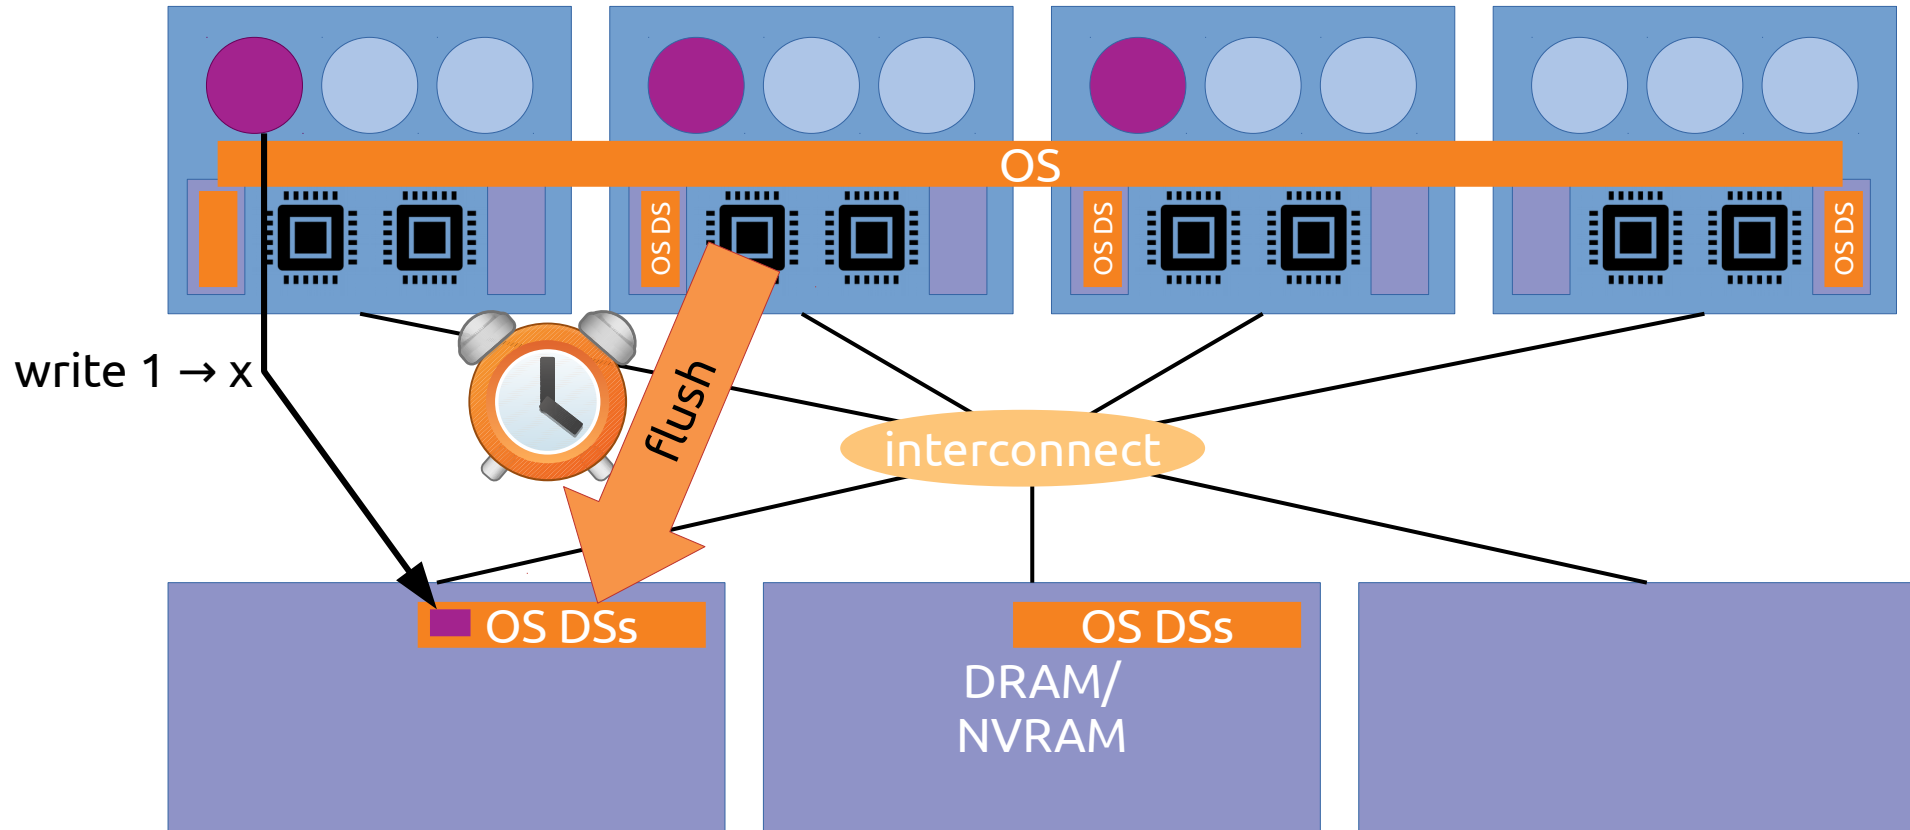 OS
OS DS
OS DS
OS DS
write 1 → x
flush
interconnect
OS DSs
OS DSs
DRAM/
NVRAM